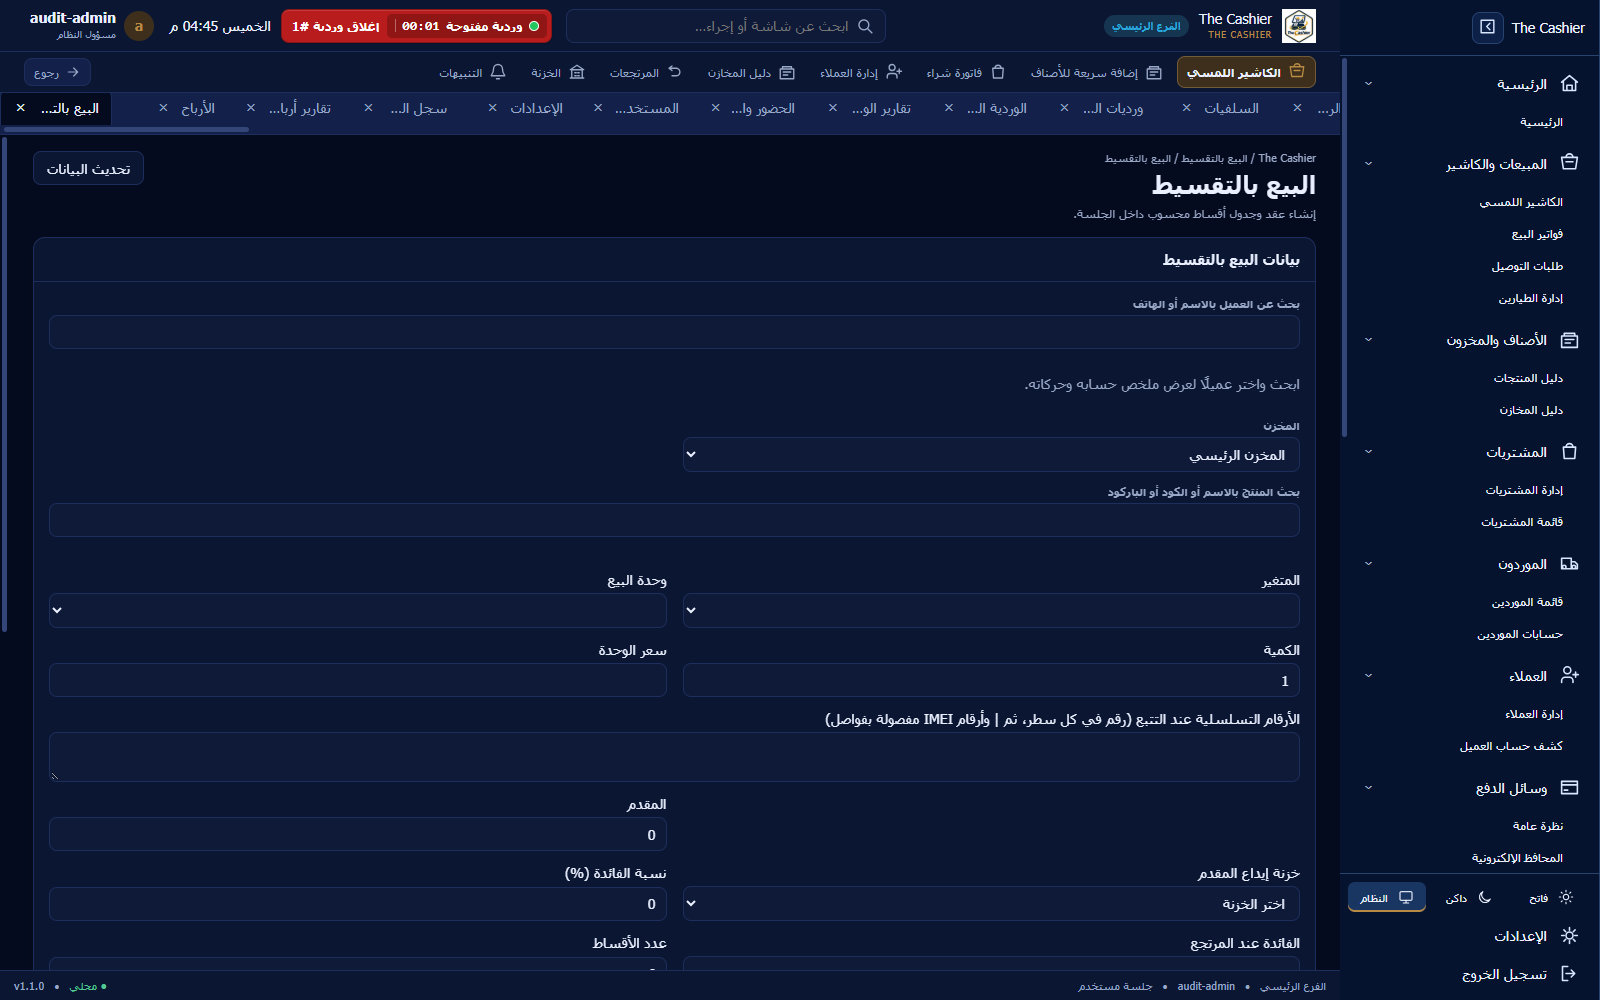 The Cashier
الرئيسية
الرئيسية
المبيعات والكاشير
الكاشير اللمسي
فواتير البيع
طلبات التوصيل
إدارة الطيارين
الأصناف والمخزون
دليل المنتجات
دليل المخازن
المشتريات
إدارة المشتريات
قائمة المشتريات
الموردون
قائمة الموردين
حسابات الموردين
العملاء
إدارة العملاء
كشف حساب العميل
وسائل الدفع
نظرة عامة
المحافظ الإلكترونية
فاتح
داكن
النظام
الإعدادات
تسجيل الخروج
The Cashier
THE CASHIER
الفرع الرئيسي
ابحث عن شاشة أو إجراء...
وردية مفتوحة 00:01
إغلاق وردية #1
الخميس 04:45 م
a
audit-admin
مسؤول النظام
الكاشير اللمسي
إضافة سريعة للأصناف
فاتورة شراء
إدارة العملاء
دليل المخازن
المرتجعات
الخزنة
التنبيهات
رجوع
الر...
السلفيات
ورديات الـ...
الوردية الـ...
تقارير الو...
الحضور وا...
المستخد...
الإعدادات
سجل الـ...
تقارير أربا...
الأرباح
البيع بالتـ...
The Cashier / البيع بالتقسيط / البيع بالتقسيط
البيع بالتقسيط
إنشاء عقد وجدول أقساط محسوب داخل الجلسة.
تحديث البيانات
بيانات البيع بالتقسيط
بحث عن العميل بالاسم أو الهاتف
ابحث واختر عميلًا لعرض ملخص حسابه وحركاته.
المخزن
المخزن الرئيسي
بحث المنتج بالاسم أو الكود أو الباركود
المتغير
وحدة البيع
الكمية
1
سعر الوحدة
الأرقام التسلسلية عند التتبع (رقم في كل سطر، ثم | وأرقام IMEI مفصولة بفواصل)
المقدم
0
خزنة إيداع المقدم
اختر الخزنة
نسبة الفائدة (%)
0
الفائدة عند المرتجع
عدد الأقساط
الفرع الرئيسي • audit-admin • جلسة مستخدم
محلي • v1.1.0